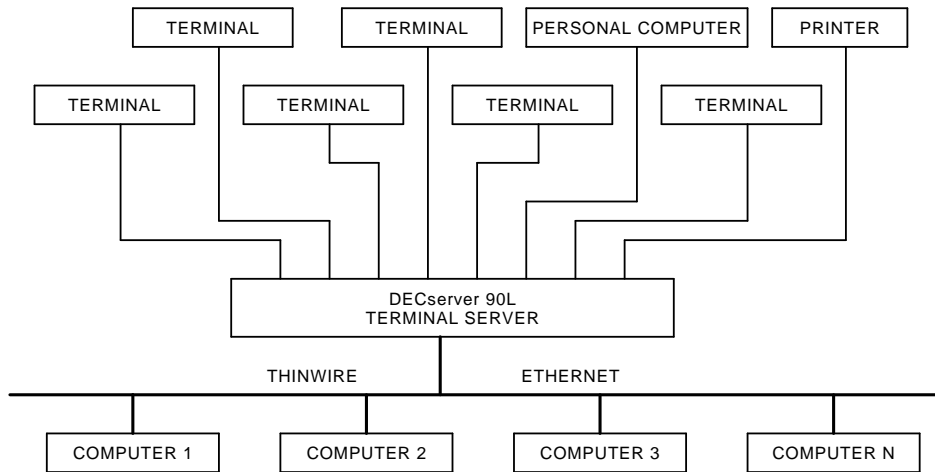 TERMINAL
TERMINAL
PERSONAL COMPUTER
PRINTER
TERMINAL
TERMINAL
TERMINAL
TERMINAL
DECserver 90L
TERMINAL SERVER
THINWIRE
ETHERNET
COMPUTER 1
COMPUTER 2
COMPUTER 3
COMPUTER N